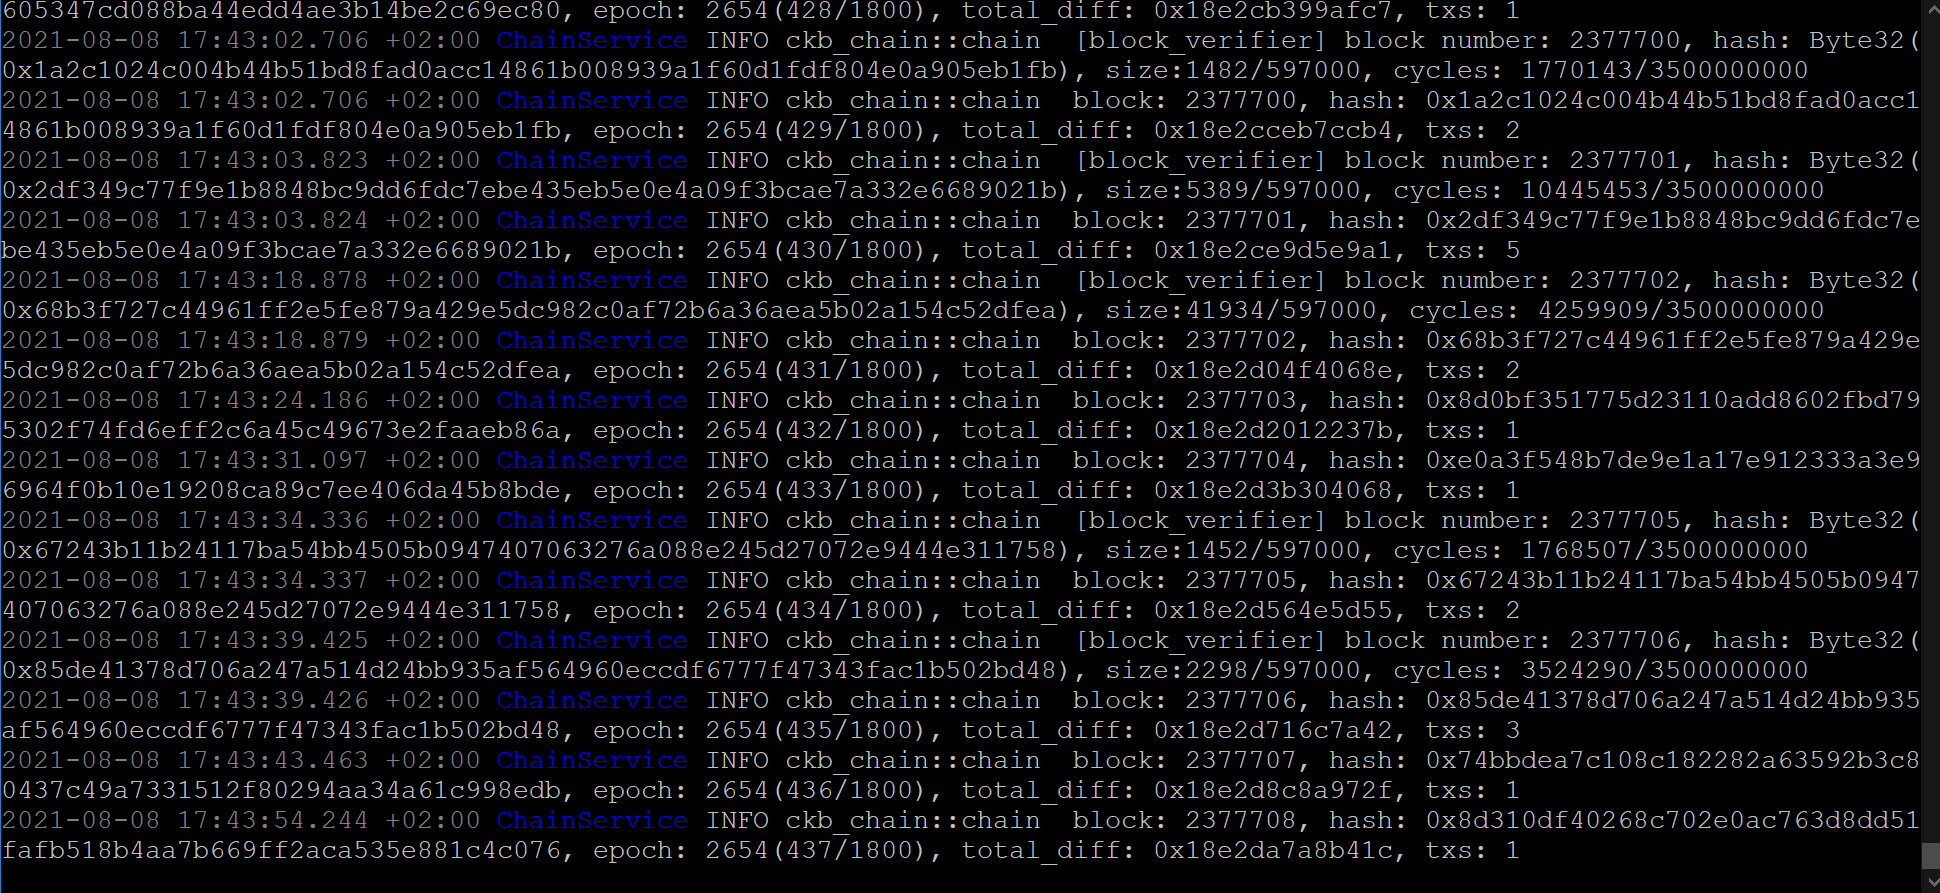 605347cd088ba44edd4ae3b14be2c69ec80, epoch: 2654(428/1800), total_diff: 0x18e2cb399afc7, txs: 1
2021-08-08 17:43:02.706 +02:00 ChainService INFO ckb_chain::chain  [block_verifier] block number: 2377700, hash: Byte32(
0x1a2c1024c004b44b51bd8fad0acc14861b008939a1f60d1fdf804e0a905eb1fb), size:1482/597000, cycles: 1770143/3500000000
2021-08-08 17:43:02.706 +02:00 ChainService INFO ckb_chain::chain  block: 2377700, hash: 0x1a2c1024c004b44b51bd8fad0acc1
4861b008939a1f60d1fdf804e0a905eb1fb, epoch: 2654(429/1800), total_diff: 0x18e2cceb7ccb4, txs: 2
2021-08-08 17:43:03.823 +02:00 ChainService INFO ckb_chain::chain  [block_verifier] block number: 2377701, hash: Byte32(
0x2df349c77f9e1b8848bc9dd6fdc7ebe435eb5e0e4a09f3bcae7a332e6689021b), size:5389/597000, cycles: 10445453/3500000000
2021-08-08 17:43:03.824 +02:00 ChainService INFO ckb_chain::chain  block: 2377701, hash: 0x2df349c77f9e1b8848bc9dd6fdc7e
be435eb5e0e4a09f3bcae7a332e6689021b, epoch: 2654(430/1800), total_diff: 0x18e2ce9d5e9a1, txs: 5
2021-08-08 17:43:18.878 +02:00 ChainService INFO ckb_chain::chain  [block_verifier] block number: 2377702, hash: Byte32(
0x68b3f727c44961ff2e5fe879a429e5dc982c0af72b6a36aea5b02a154c52dfea), size:41934/597000, cycles: 4259909/3500000000
2021-08-08 17:43:18.879 +02:00 ChainService INFO ckb_chain::chain  block: 2377702, hash: 0x68b3f727c44961ff2e5fe879a429e
5dc982c0af72b6a36aea5b02a154c52dfea, epoch: 2654(431/1800), total_diff: 0x18e2d04f4068e, txs: 2
2021-08-08 17:43:24.186 +02:00 ChainService INFO ckb_chain::chain  block: 2377703, hash: 0x8d0bf351775d23110add8602fbd79
5302f74fd6eff2c6a45c49673e2faaeb86a, epoch: 2654(432/1800), total_diff: 0x18e2d2012237b, txs: 1
2021-08-08 17:43:31.097 +02:00 ChainService INFO ckb_chain::chain  block: 2377704, hash: 0xe0a3f548b7de9e1a17e912333a3e9
6964f0b10e19208ca89c7ee406da45b8bde, epoch: 2654(433/1800), total_diff: 0x18e2d3b304068, txs: 1
2021-08-08 17:43:34.336 +02:00 ChainService INFO ckb_chain::chain  [block_verifier] block number: 2377705, hash: Byte32(
0x67243b11b24117ba54bb4505b0947407063276a088e245d27072e9444e311758), size:1452/597000, cycles: 1768507/3500000000
2021-08-08 17:43:34.337 +02:00 ChainService INFO ckb_chain::chain  block: 2377705, hash: 0x67243b11b24117ba54bb4505b0947
407063276a088e245d27072e9444e311758, epoch: 2654(434/1800), total_diff: 0x18e2d564e5d55, txs: 2
2021-08-08 17:43:39.425 +02:00 ChainService INFO ckb_chain::chain  [block_verifier] block number: 2377706, hash: Byte32(
0x85de41378d706a247a514d24bb935af564960eccdf6777f47343fac1b502bd48), size:2298/597000, cycles: 3524290/3500000000
2021-08-08 17:43:39.426 +02:00 ChainService INFO ckb_chain::chain  block: 2377706, hash: 0x85de41378d706a247a514d24bb935
af564960eccdf6777f47343fac1b502bd48, epoch: 2654(435/1800), total_diff: 0x18e2d716c7a42, txs: 3
2021-08-08 17:43:43.463 +02:00 ChainService INFO ckb_chain::chain  block: 2377707, hash: 0x74bbdea7c108c182282a63592b3c8
0437c49a7331512f80294aa34a61c998edb, epoch: 2654(436/1800), total_diff: 0x18e2d8c8a972f, txs: 1
2021-08-08 17:43:54.244 +02:00 ChainService INFO ckb_chain::chain  block: 2377708, hash: 0x8d310df40268c702e0ac763d8dd51
fafb518b4aa7b669ff2aca535e881c4c076, epoch: 2654(437/1800), total_diff: 0x18e2da7a8b41c, txs: 1